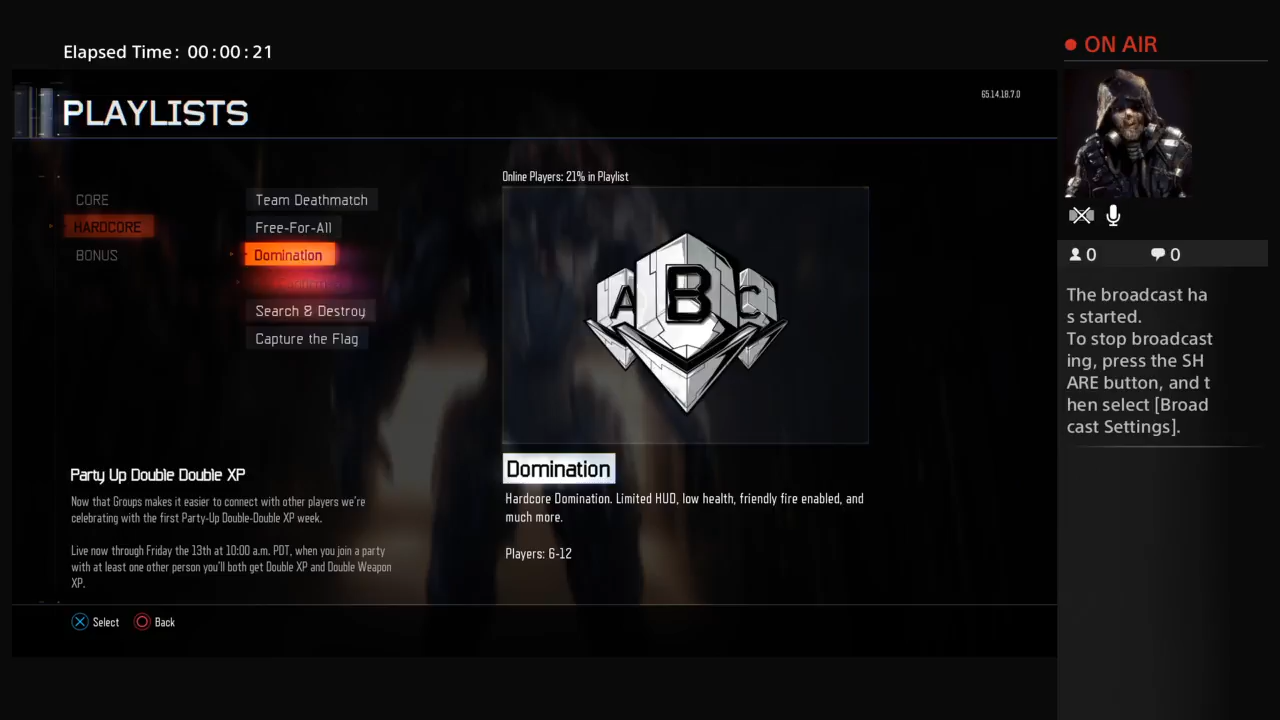 Elapsed Time: 00:00:21
ON AIR
PLAYLISTS
65.14.18.7.0
Online Players: 21% in Playlist
CORE
HARDCORE
BONUS
Team Deathmatch
Free-For-All
Domination
Search & Destroy
Capture the Flag
A B C
0 0
The broadcast ha
s started.
To stop broadcast
ing, press the SH
ARE button, and t
hen select [Broad
cast Settings].
Domination
Hardcore Domination. Limited HUD, low health, friendly fire enabled, and
much more.
Players: 6-12
Party Up Double Double XP
Now that Groups makes it easier to connect with other players we're
celebrating with the first Party-Up Double-Double XP week.
Live now through Friday the 13th at 10:00 a.m. PDT, when you join a party
with at least one other person you'll both get Double XP and Double Weapon
XP.
Select Back